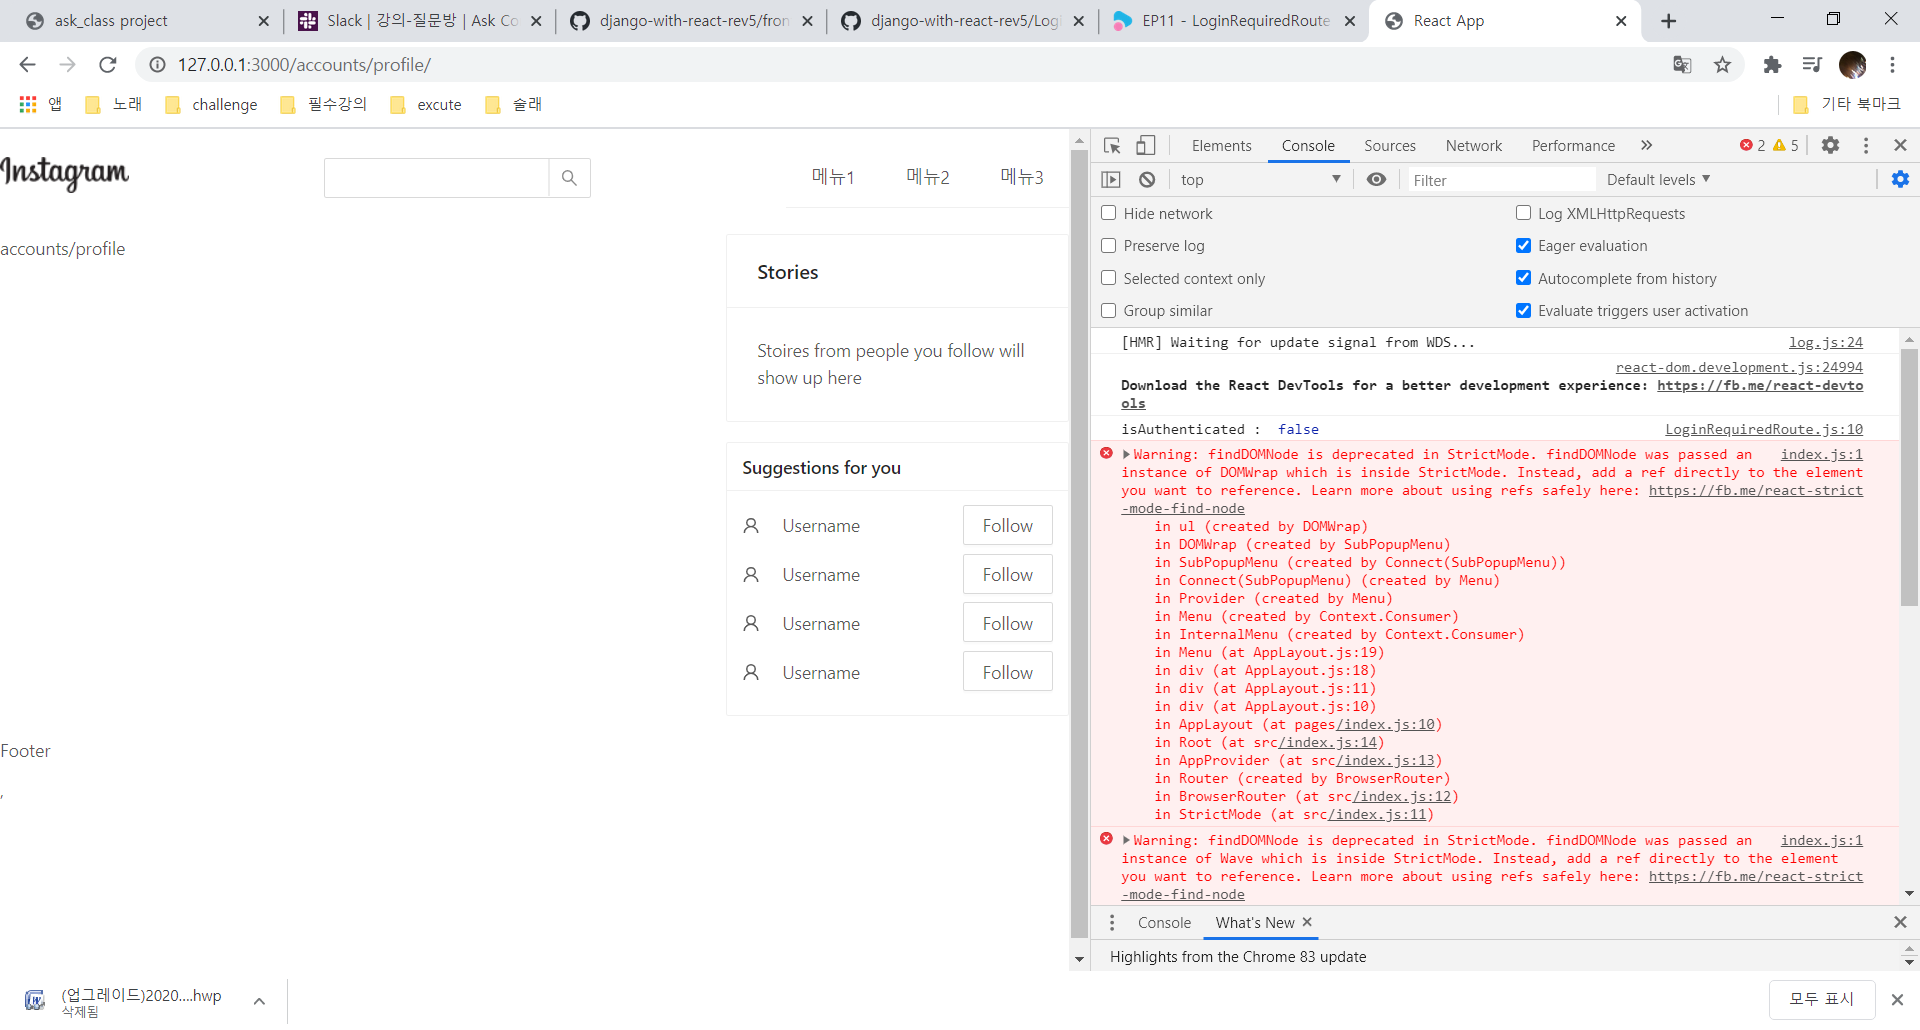 ask_class project
Slack | 강의-질문방 | Ask Co
django-with-react-rev5/fron
django-with-react-rev5/Logi
EP11 - LoginRequiredRoute
React App
127.0.0.1:3000/accounts/profile/
앱
노래
challenge
필수강의
excute
술래
기타 북마크
Instagram
메뉴1
메뉴2
메뉴3
accounts/profile
Stories
Stoires from people you follow will
show up here
Suggestions for you
Username
Follow
Username
Follow
Username
Follow
Username
Follow
Footer
,
Elements
Console
Sources
Network
Performance
2
5
top
Filter
Default levels
Hide network
Log XMLHttpRequests
Preserve log
Eager evaluation
Selected context only
Autocomplete from history
Group similar
Evaluate triggers user activation
[HMR] Waiting for update signal from WDS...
log.js:24
react-dom.development.js:24994
Download the React DevTools for a better development experience: https://fb.me/react-devto
ols
isAuthenticated :  false
LoginRequiredRoute.js:10
Warning: findDOMNode is deprecated in StrictMode. findDOMNode was passed an
index.js:1
instance of DOMWrap which is inside StrictMode. Instead, add a ref directly to the element
you want to reference. Learn more about using refs safely here: https://fb.me/react-strict
-mode-find-node
in ul (created by DOMWrap)
in DOMWrap (created by SubPopupMenu)
in SubPopupMenu (created by Connect(SubPopupMenu))
in Connect(SubPopupMenu) (created by Menu)
in Provider (created by Menu)
in Menu (created by Context.Consumer)
in InternalMenu (created by Context.Consumer)
in Menu (at AppLayout.js:19)
in div (at AppLayout.js:18)
in div (at AppLayout.js:11)
in div (at AppLayout.js:10)
in AppLayout (at pages/index.js:10)
in Root (at src/index.js:14)
in AppProvider (at src/index.js:13)
in Router (created by BrowserRouter)
in BrowserRouter (at src/index.js:12)
in StrictMode (at src/index.js:11)
Warning: findDOMNode is deprecated in StrictMode. findDOMNode was passed an
index.js:1
instance of Wave which is inside StrictMode. Instead, add a ref directly to the element
you want to reference. Learn more about using refs safely here: https://fb.me/react-strict
-mode-find-node
Console
What's New
Highlights from the Chrome 83 update
(업그레이드)2020....hwp
삭제됨
모두 표시